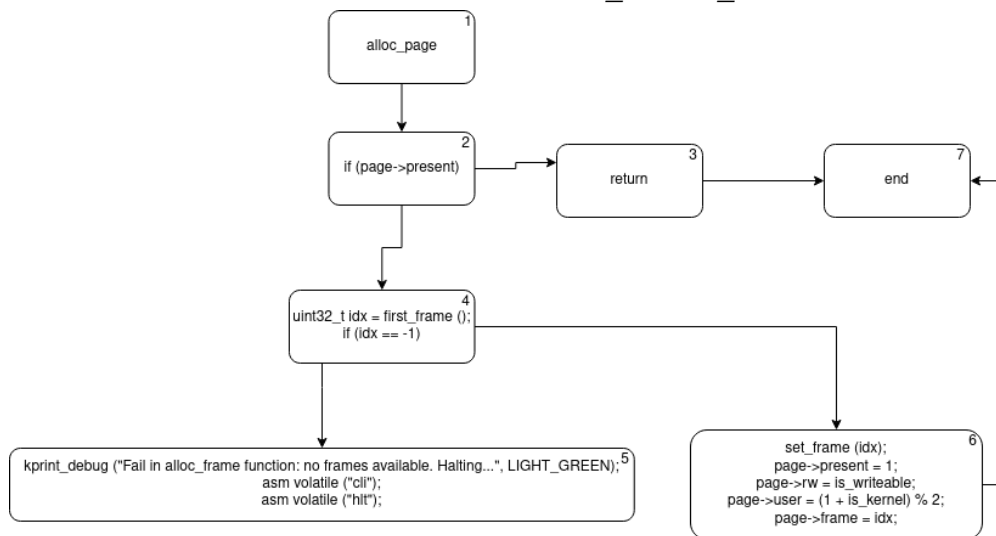 1
alloc_page
2
if (page->present)
3
return
7
end
4
uint32_t idx = first_frame ();
if (idx == -1)
5
kprint_debug ("Fail in alloc_frame function: no frames available. Halting...", LIGHT_GREEN);
asm volatile ("cli");
asm volatile ("hlt");
6
set_frame (idx);
page->present = 1;
page->rw = is_writeable;
page->user = (1 + is_kernel) % 2;
page->frame = idx;